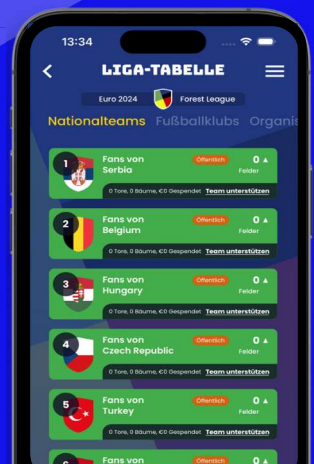 13:34
LIGA-TABELLE
Euro 2024 Forest League
Nationalteams Fußballklubs Organis
1 Fans von Serbia Öffentlich 0 ▲ Felder
0 Tore, 0 Bäume, €0 Gespendet Team unterstützen
2 Fans von Belgium Öffentlich 0 ▲ Felder
0 Tore, 0 Bäume, €0 Gespendet Team unterstützen
3 Fans von Hungary Öffentlich 0 ▲ Felder
0 Tore, 0 Bäume, €0 Gespendet Team unterstützen
4 Fans von Czech Republic Öffentlich 0 ▲ Felder
0 Tore, 0 Bäume, €0 Gespendet Team unterstützen
5 Fans von Turkey Öffentlich 0 ▲ Felder
0 Tore, 0 Bäume, €0 Gespendet Team unterstützen
6 Fans von Öffentlich 0 ▲